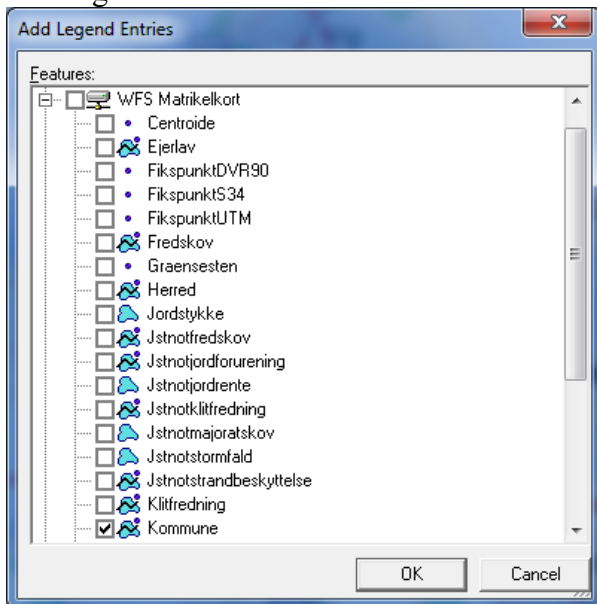 Add Legend Entries
Features:
WFS Matrikelkort
Centroide
Ejerlav
FikspunktDVR90
FikspunktS34
FikspunktUTM
Fredskov
Graensesten
Herred
Jordstykke
Jstnotfredskov
Jstnotjordforurening
Jstnotjordrente
Jstnotklitfredning
Jstnotmajoratskov
Jstnotstormfald
Jstnotstrandbeskyttelse
Klitfredning
Kommune
OK Cancel